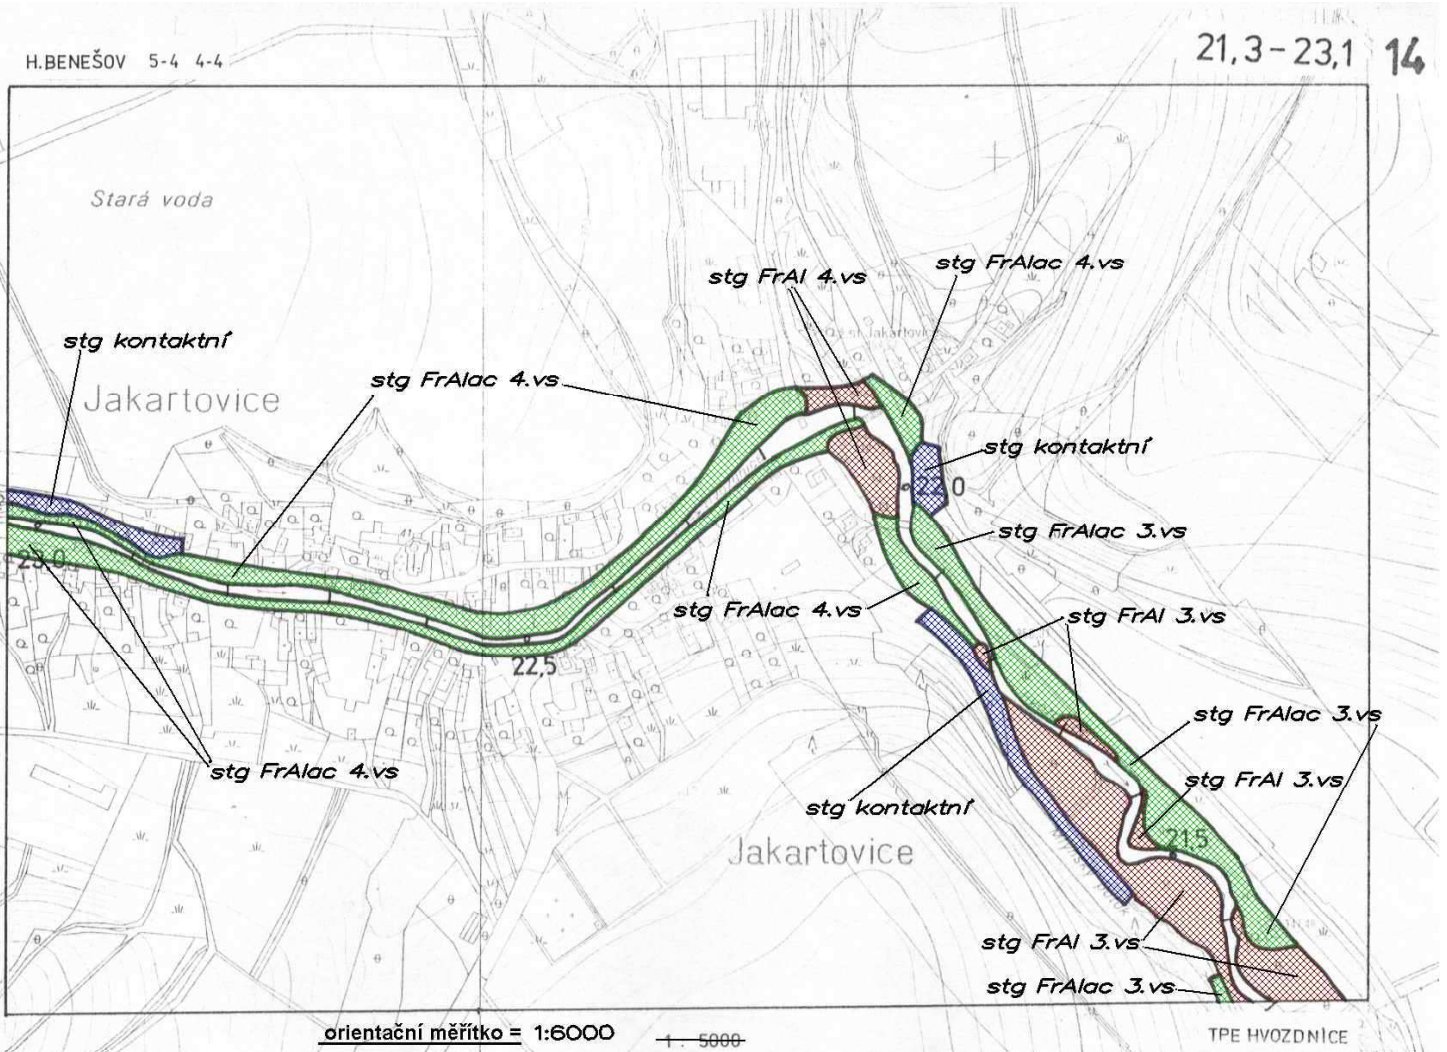 H.BENEŠOV 5-4 4-4
21,3-23,1 14
Stará voda
stg FrAlac 4.vs
stg FrAl 4.vs
stg kontaktní
stg FrAlac 4.vs
Jakartovice
stg kontaktní
22,0
stg FrAlac 3.vs
23,0
stg FrAlac 4.vs
stg FrAl 3.vs
22,5
stg FrAlac 3.vs
stg FrAlac 4.vs
stg FrAl 3.vs
stg kontaktní
21,5
Jakartovice
stg FrAl 3.vs
stg FrAlac 3.vs
orientační měřítko = 1:6000
1 : 5000
TPE HVOZDNICE